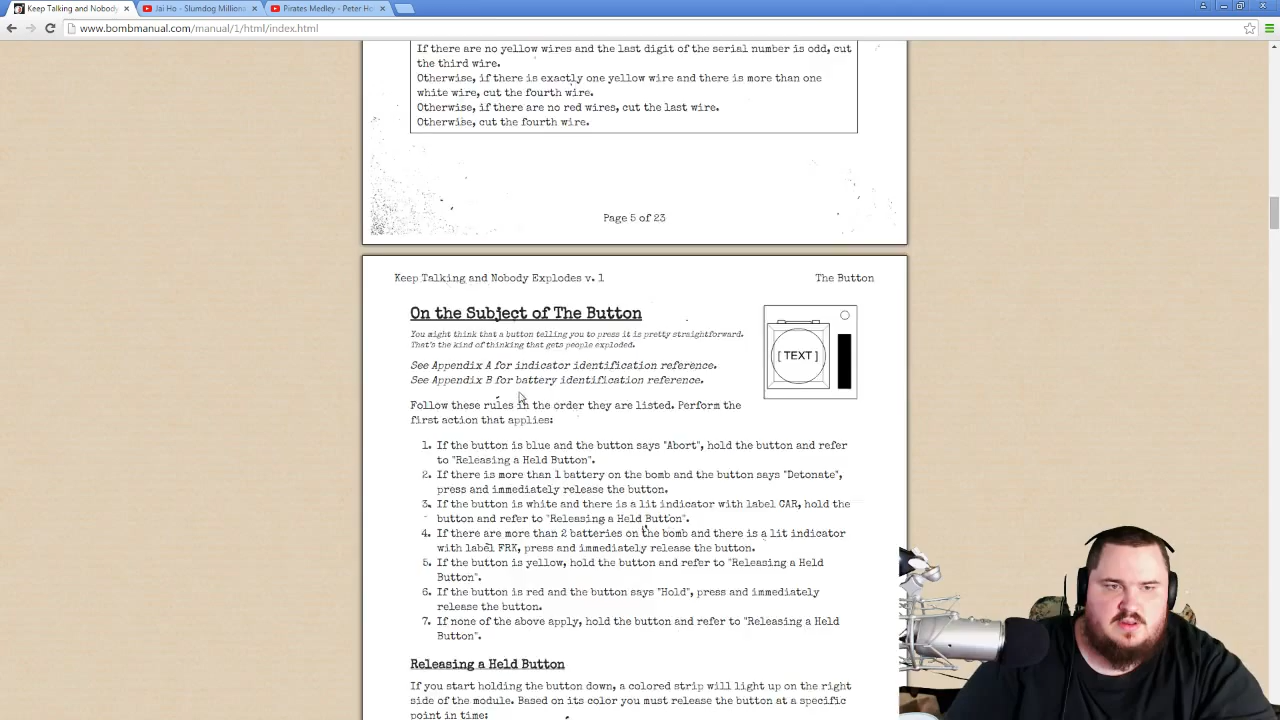 Keep Talking and Nobody
Jai Ho - Slumdog Milliona
Pirates Medley - Peter Ho
www.bombmanual.com/manual/1/html/index.html
If there are no yellow wires and the last digit of the serial number is odd, cut
the third wire.
Otherwise, if there is exactly one yellow wire and there is more than one
white wire, cut the fourth wire.
Otherwise, if there are no red wires, cut the last wire.
Otherwise, cut the fourth wire.
Page 5 of 23
Keep Talking and Nobody Explodes v. 1
The Button
On the Subject of The Button
You might think that a button telling you to press it is pretty straightforward.
That's the kind of thinking that gets people exploded.
[ TEXT ]
See Appendix A for indicator identification reference.
See Appendix B for battery identification reference.
Follow these rules in the order they are listed. Perform the
first action that applies:
1. If the button is blue and the button says "Abort", hold the button and refer
to "Releasing a Held Button".
2. If there is more than 1 battery on the bomb and the button says "Detonate",
press and immediately release the button.
3. If the button is white and there is a lit indicator with label CAR, hold the
button and refer to "Releasing a Held Button".
4. If there are more than 2 batteries on the bomb and there is a lit indicator
with label FRK, press and immediately release the button.
5. If the button is yellow, hold the button and refer to "Releasing a Held
Button".
6. If the button is red and the button says "Hold", press and immediately
release the button.
7. If none of the above apply, hold the button and refer to "Releasing a Held
Button".
Releasing a Held Button
If you start holding the button down, a colored strip will light up on the right
side of the module. Based on its color you must release the button at a specific
point in time: